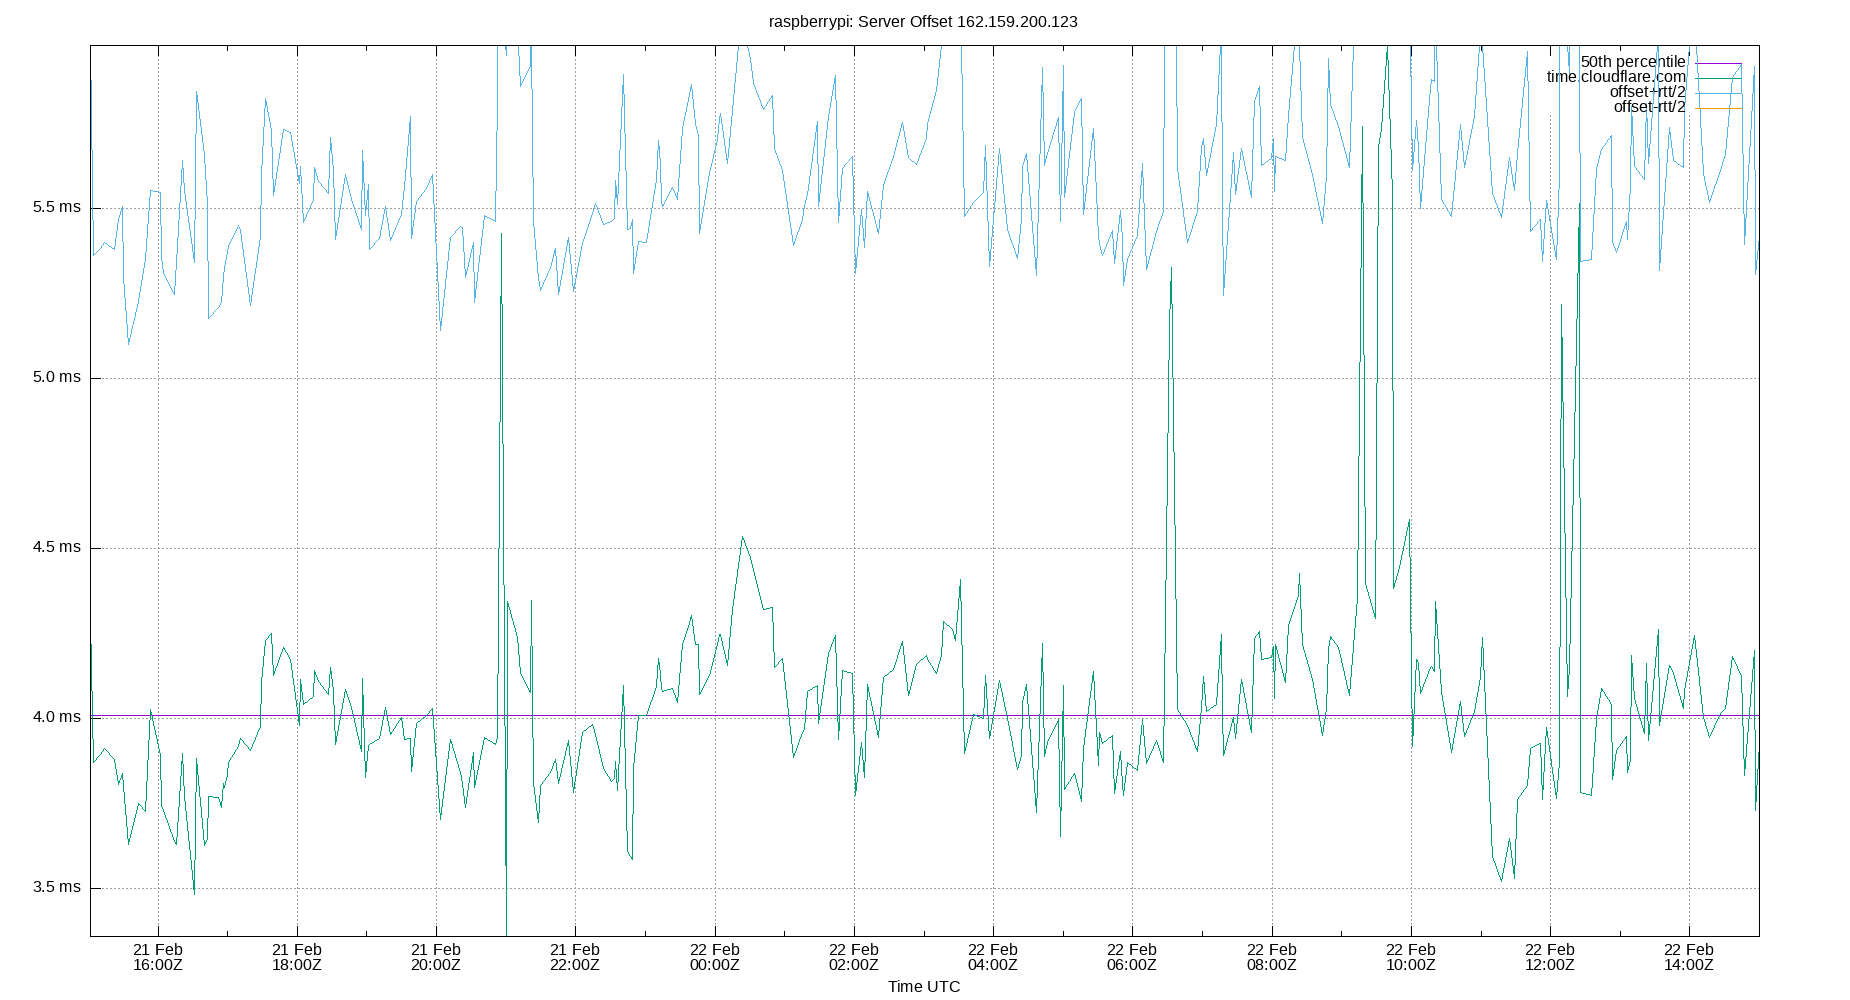 raspberrypi: Server Offset 162.159.200.123
50th percentile
time.cloudflare.com
offset+rtt/2
offset-rtt/2
5.5 ms
5.0 ms
4.5 ms
4.0 ms
3.5 ms
21 Feb 21 Feb 21 Feb 21 Feb 22 Feb 22 Feb 22 Feb 22 Feb 22 Feb 22 Feb 22 Feb 22 Feb
16:00Z 18:00Z 20:00Z 22:00Z 00:00Z 02:00Z 04:00Z 06:00Z 08:00Z 10:00Z 12:00Z 14:00Z
Time UTC